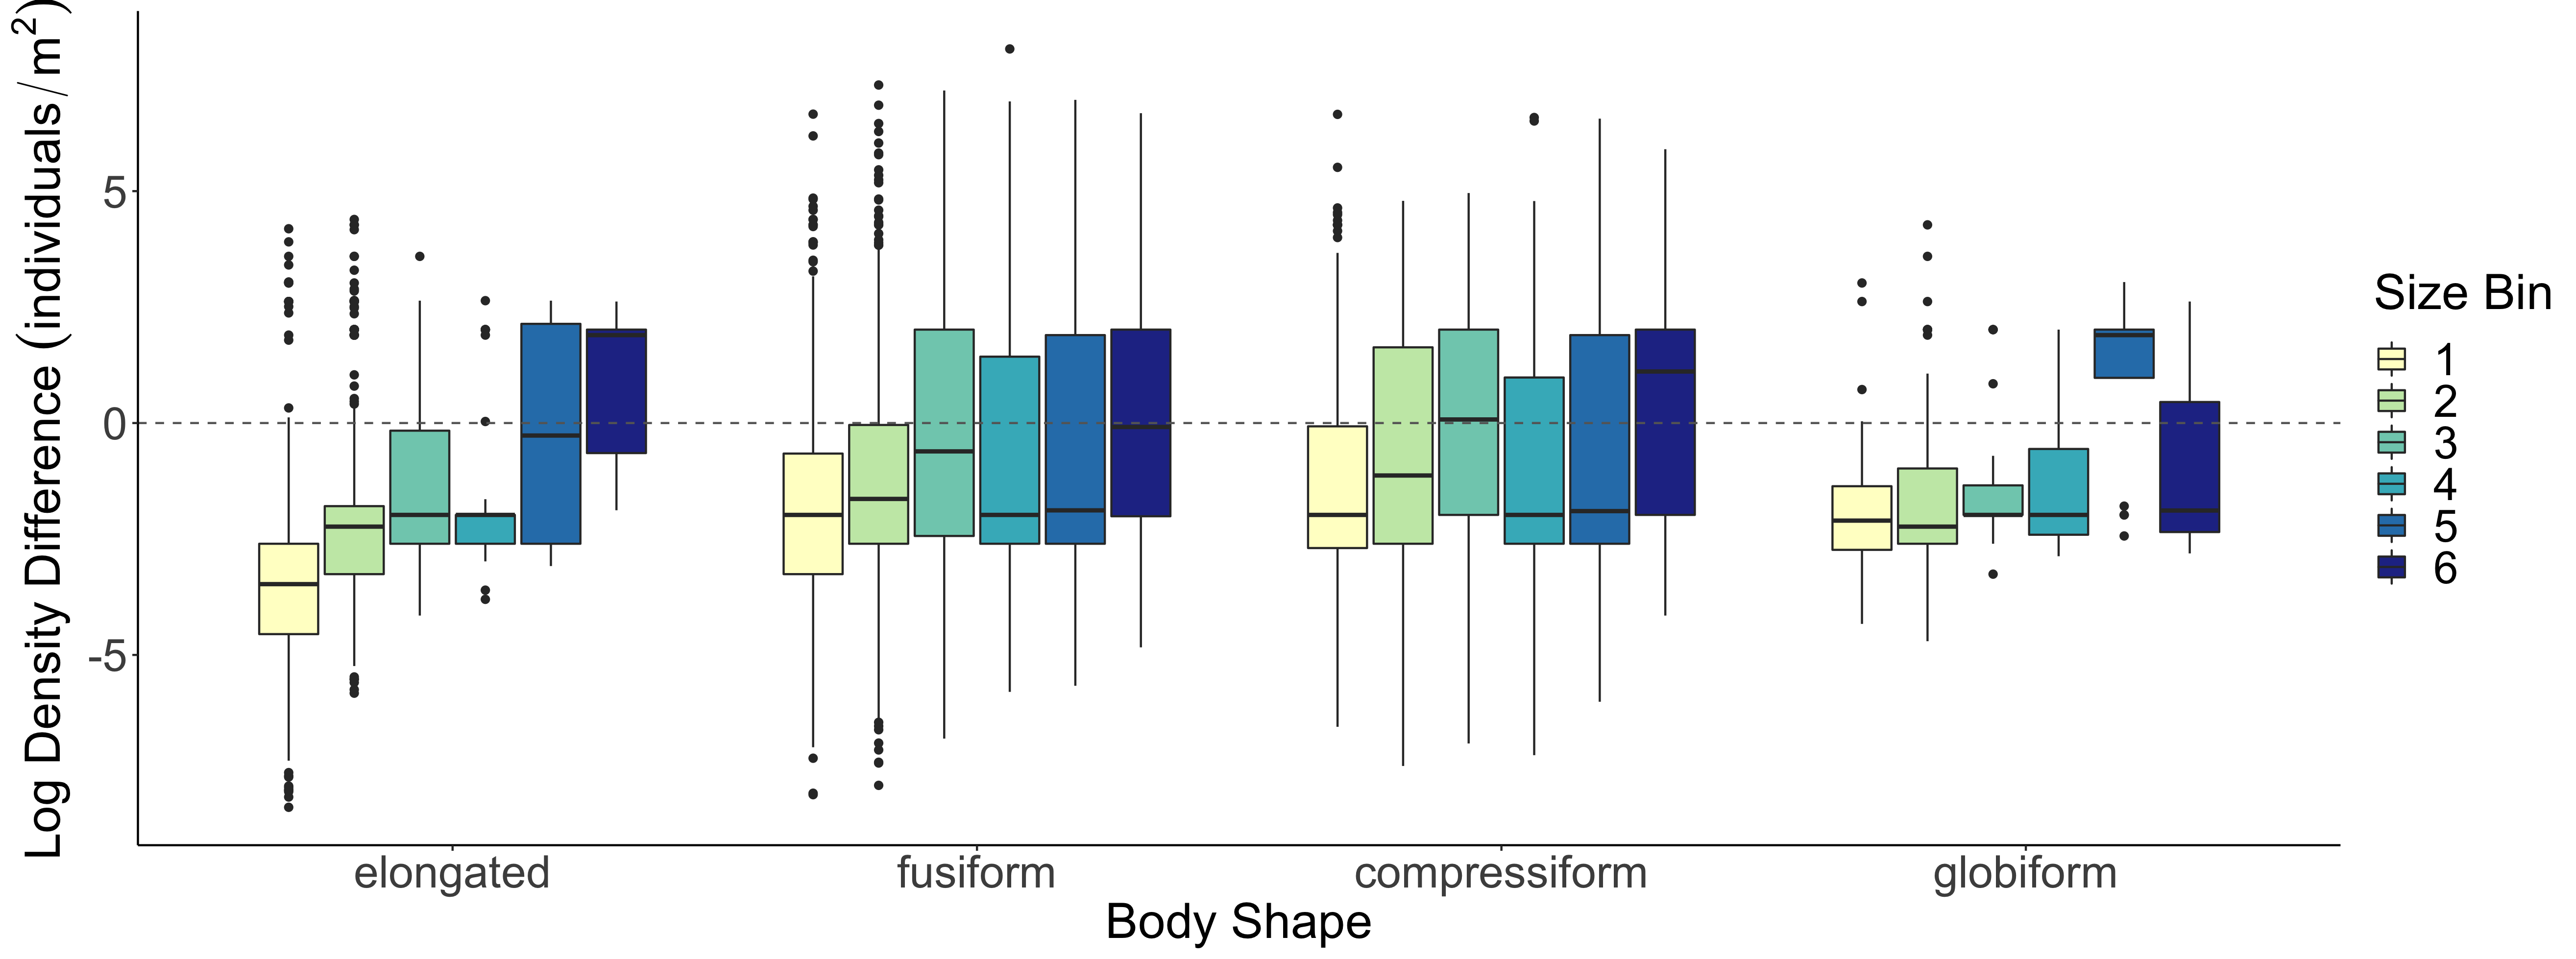 Log Density Difference (individuals/m²)
5
0
-5
elongated fusiform compressiform globiform
Body Shape
Size Bin
1
2
3
4
5
6